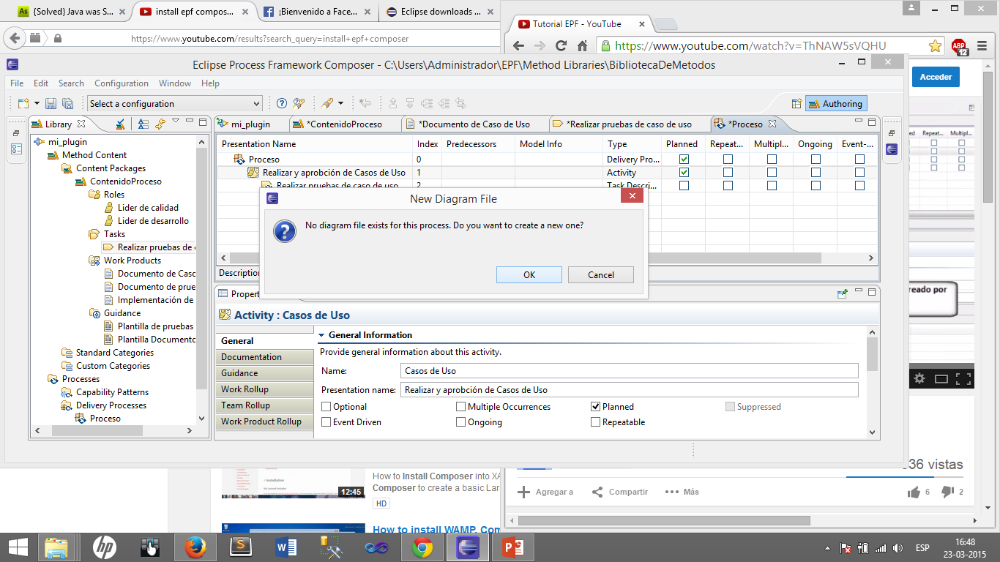 {Solved} Java was S...
install epf compos...
¡Bienvenido a Face...
Eclipse downloads ...
Tutorial EPF - YouTube
https://www.youtube.com/results?search_query=install+epf+composer
https://www.youtube.com/watch?v=ThNAW5sVQHU
ABP
12
Eclipse Process Framework Composer - C:\Users\Administrador\EPF\Method Libraries\BibliotecaDeMetodos
Acceder
File Edit Search Configuration Window Help
Select a configuration
Authoring
Library
mi_plugin
*ContenidoProceso
*Documento de Caso de Uso
*Realizar pruebas de caso de uso
*Proceso
mi_plugin
Method Content
Content Packages
ContenidoProceso
Roles
Lider de calidad
Lider de desarrollo
Tasks
Realizar pruebas de
Work Products
Documento de Caso
Documento de prue
Implementación de
Guidance
Plantilla de pruebas
Plantilla Documento
Standard Categories
Custom Categories
Processes
Capability Patterns
Delivery Processes
Proceso
Presentation Name Index Predecessors Model Info Type Planned Repeat... Multipl... Ongoing Event-...
Proceso 0 Delivery Pro...
Realizar y aprobción de Casos de Uso 1 Activity
Realizar pruebas de caso de uso 2 Task Descri...
Repeat... Multipl...
New Diagram File
No diagram file exists for this process. Do you want to create a new one?
OK
Cancel
Description
Propert
Activity : Casos de Uso
General
Documentation
Guidance
Work Rollup
Team Rollup
Work Product Rollup
General Information
Provide general information about this activity.
Name: Casos de Uso
Presentation name: Realizar y aprobción de Casos de Uso
Optional Multiple Occurrences Planned Suppressed
Event Driven Ongoing Repeatable
reado por
36 vistas
Agregar a Compartir Más 6 2
12:45
How to Install Composer into XA
Composer to create a basic Lar
HD
How to install WAMP, Com
ESP
16:48
23-03-2015